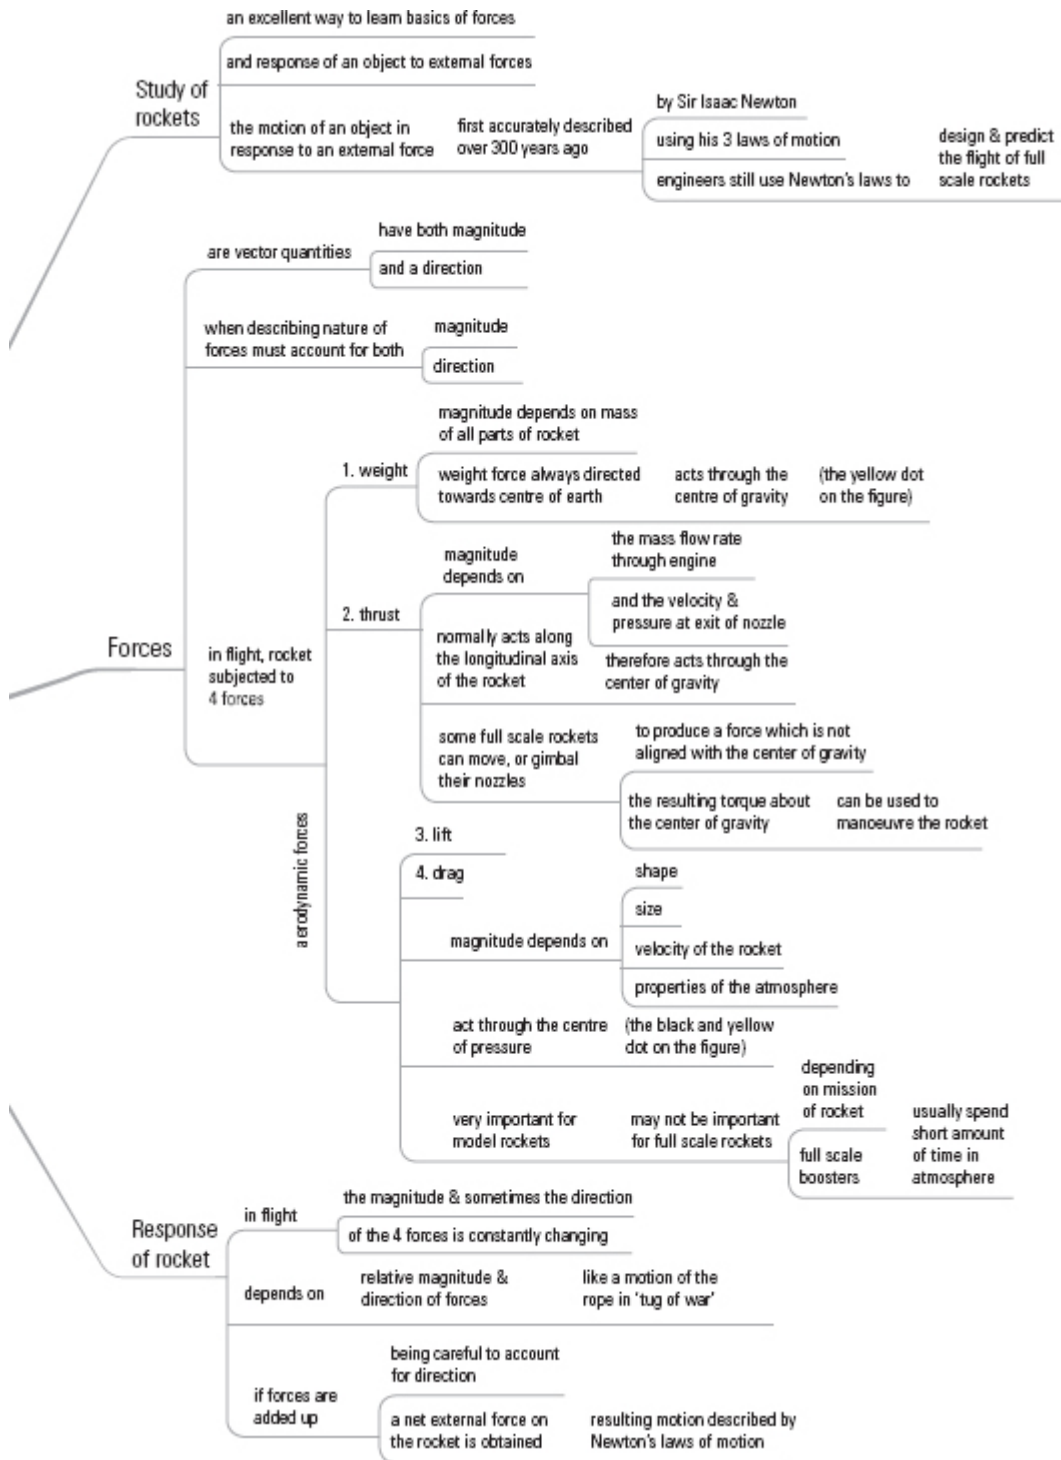 an excellent way to learn basics of forces
and response of an object to external forces
Study of
rockets
the motion of an object in
response to an external force
first accurately described
over 300 years ago
by Sir Isaac Newton
using his 3 laws of motion
engineers still use Newton's laws to
design & predict
the flight of full
scale rockets
Forces
are vector quantities
have both magnitude
and a direction
when describing nature of
forces must account for both
magnitude
direction
in flight, rocket
subjected to
4 forces
1. weight
magnitude depends on mass
of all parts of rocket
weight force always directed
towards centre of earth
acts through the
centre of gravity
(the yellow dot
on the figure)
2. thrust
magnitude
depends on
the mass flow rate
through engine
and the velocity &
pressure at exit of nozzle
normally acts along
the longitudinal axis
of the rocket
therefore acts through the
center of gravity
some full scale rockets
can move, or gimbal
their nozzles
to produce a force which is not
aligned with the center of gravity
the resulting torque about
the center of gravity
can be used to
manoeuvre the rocket
aerodynamic forces
3. lift
4. drag
magnitude depends on
shape
size
velocity of the rocket
properties of the atmosphere
act through the centre
of pressure
(the black and yellow
dot on the figure)
very important for
model rockets
may not be important
for full scale rockets
depending
on mission
of rocket
full scale
boosters
usually spend
short amount
of time in
atmosphere
Response
of rocket
in flight
the magnitude & sometimes the direction
of the 4 forces is constantly changing
depends on
relative magnitude &
direction of forces
like a motion of the
rope in 'tug of war'
if forces are
added up
being careful to account
for direction
a net external force on
the rocket is obtained
resulting motion described by
Newton's laws of motion